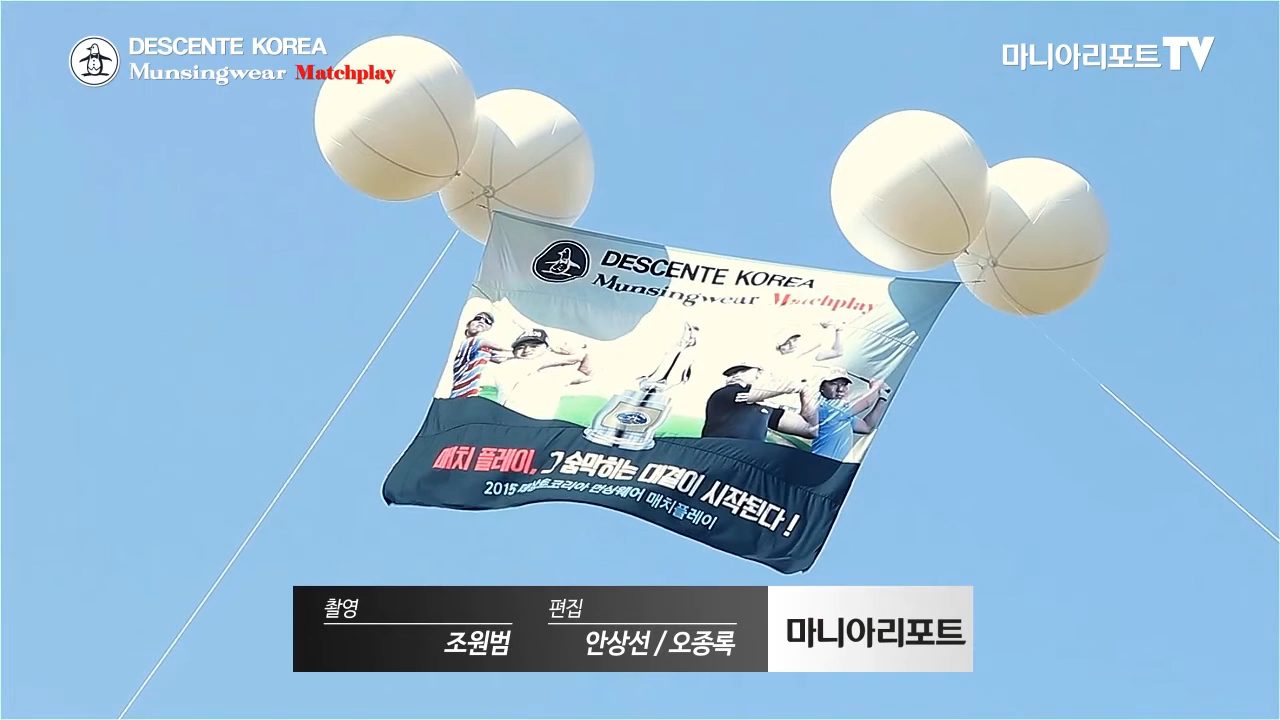 DESCENTE KOREA
Munsingwear Matchplay
마니아리포트TV
DESCENTE KOREA
Munsingwear Matchplay
매치 플레이, 그 숨막히는 대결이 시작된다!
2015 데상트코리아 먼싱웨어 매치플레이
촬영
조원범
편집
안상선 / 오종록
마니아리포트